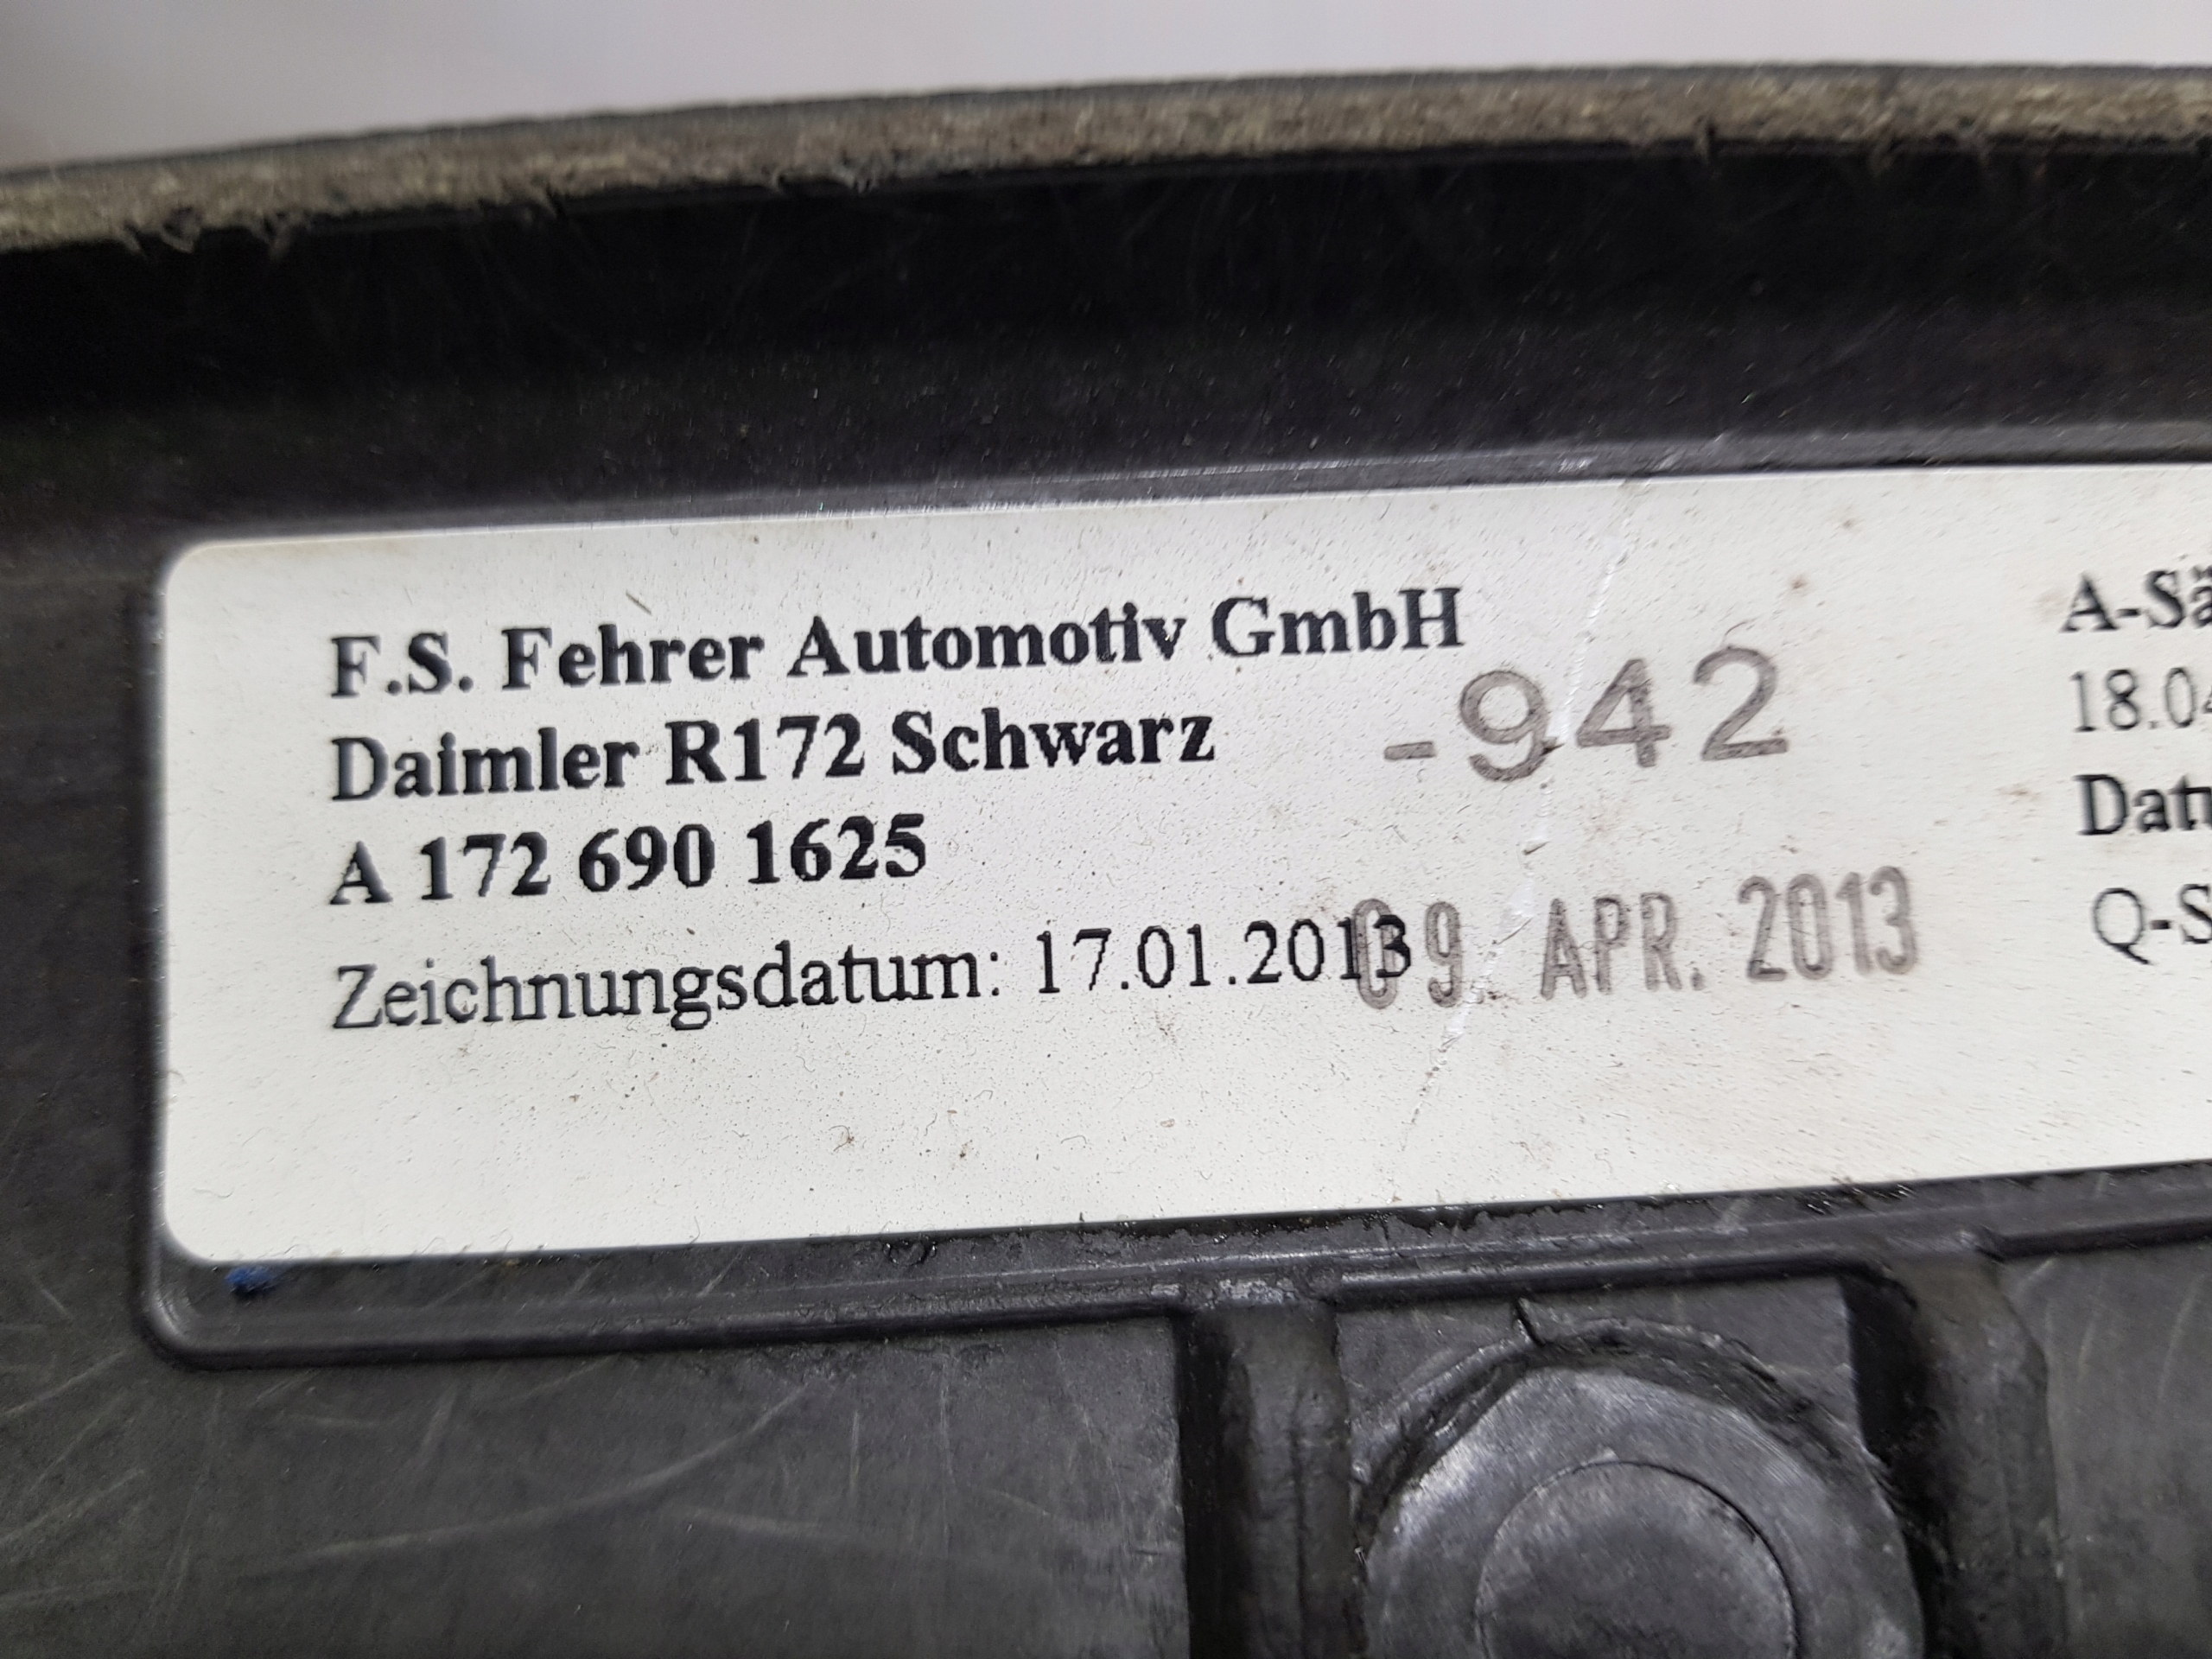 F.S. Fehrer Automotiv GmbH
Daimler R172 Schwarz
-942
A 172 690 1625
Zeichnungsdatum: 17.01.2013
09. APR. 2013